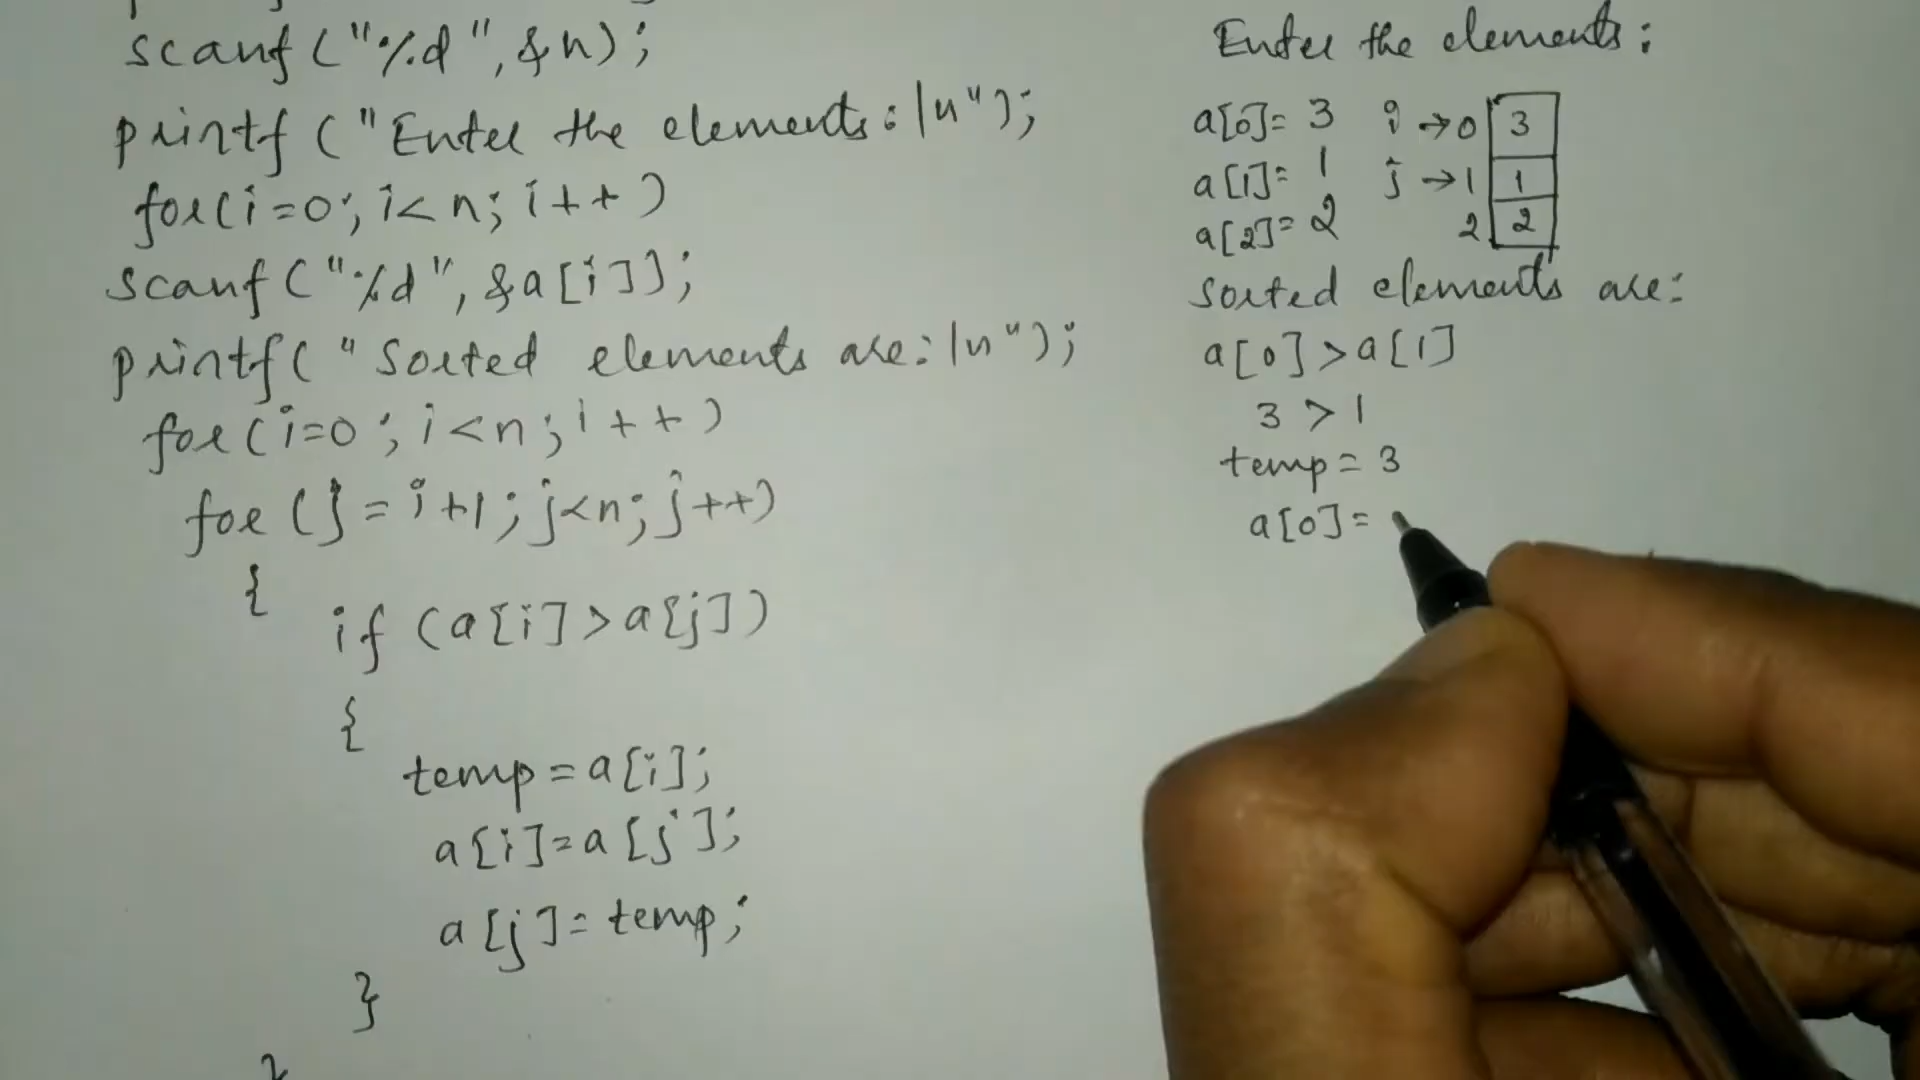 scanf("%d",&n);
printf("Enter the elements:\n");
for(i=0;i<n;i++)
scanf("%d",&a[i]);
printf("Sorted elements are:\n");
for(i=0;i<n;i++)
for(j=i+1;j<n;j++)
{
if(a[i]>a[j])
{
temp=a[i];
a[i]=a[j];
a[j]=temp;
}
}
Enter the elements:
a[0]=3 i→0 3
a[1]=1 j→1 1
a[2]=2 2 2
Sorted elements are:
a[0]>a[1]
3 > 1
temp=3
a[0]=